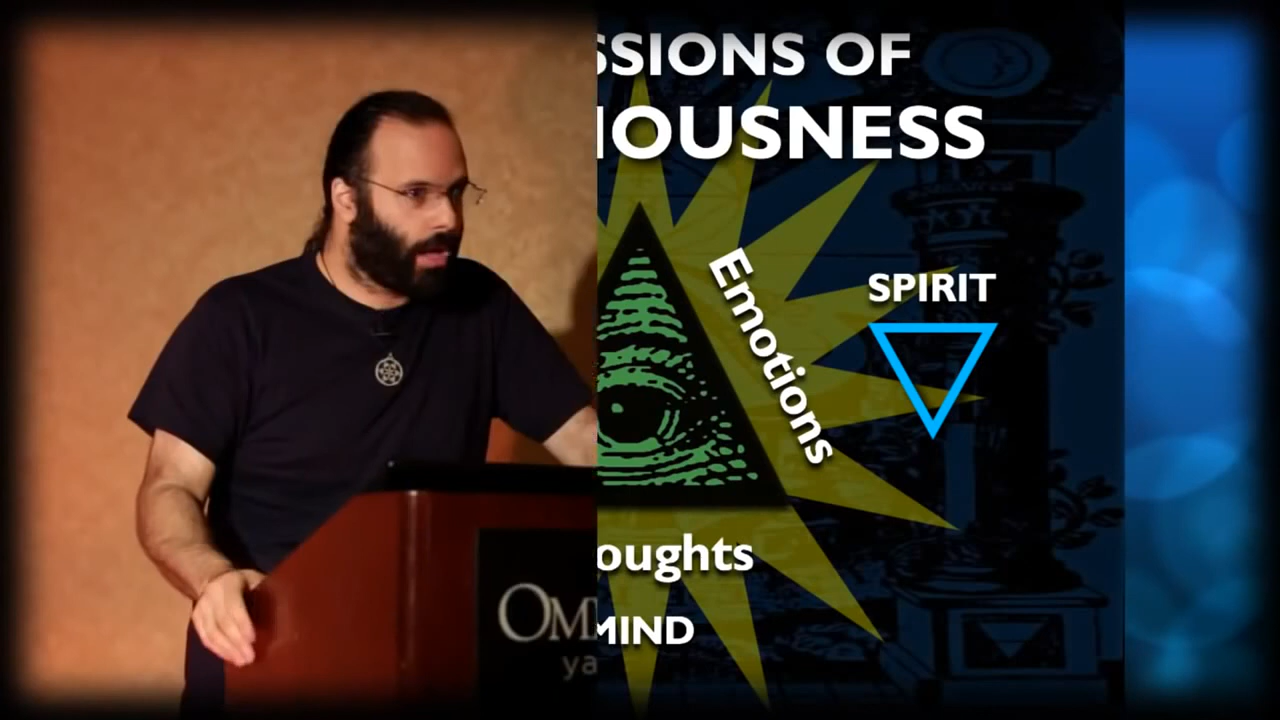 SSIONS OF
IOUSNESS
Emotions
SPIRIT
oughts
MIND
OM
ya